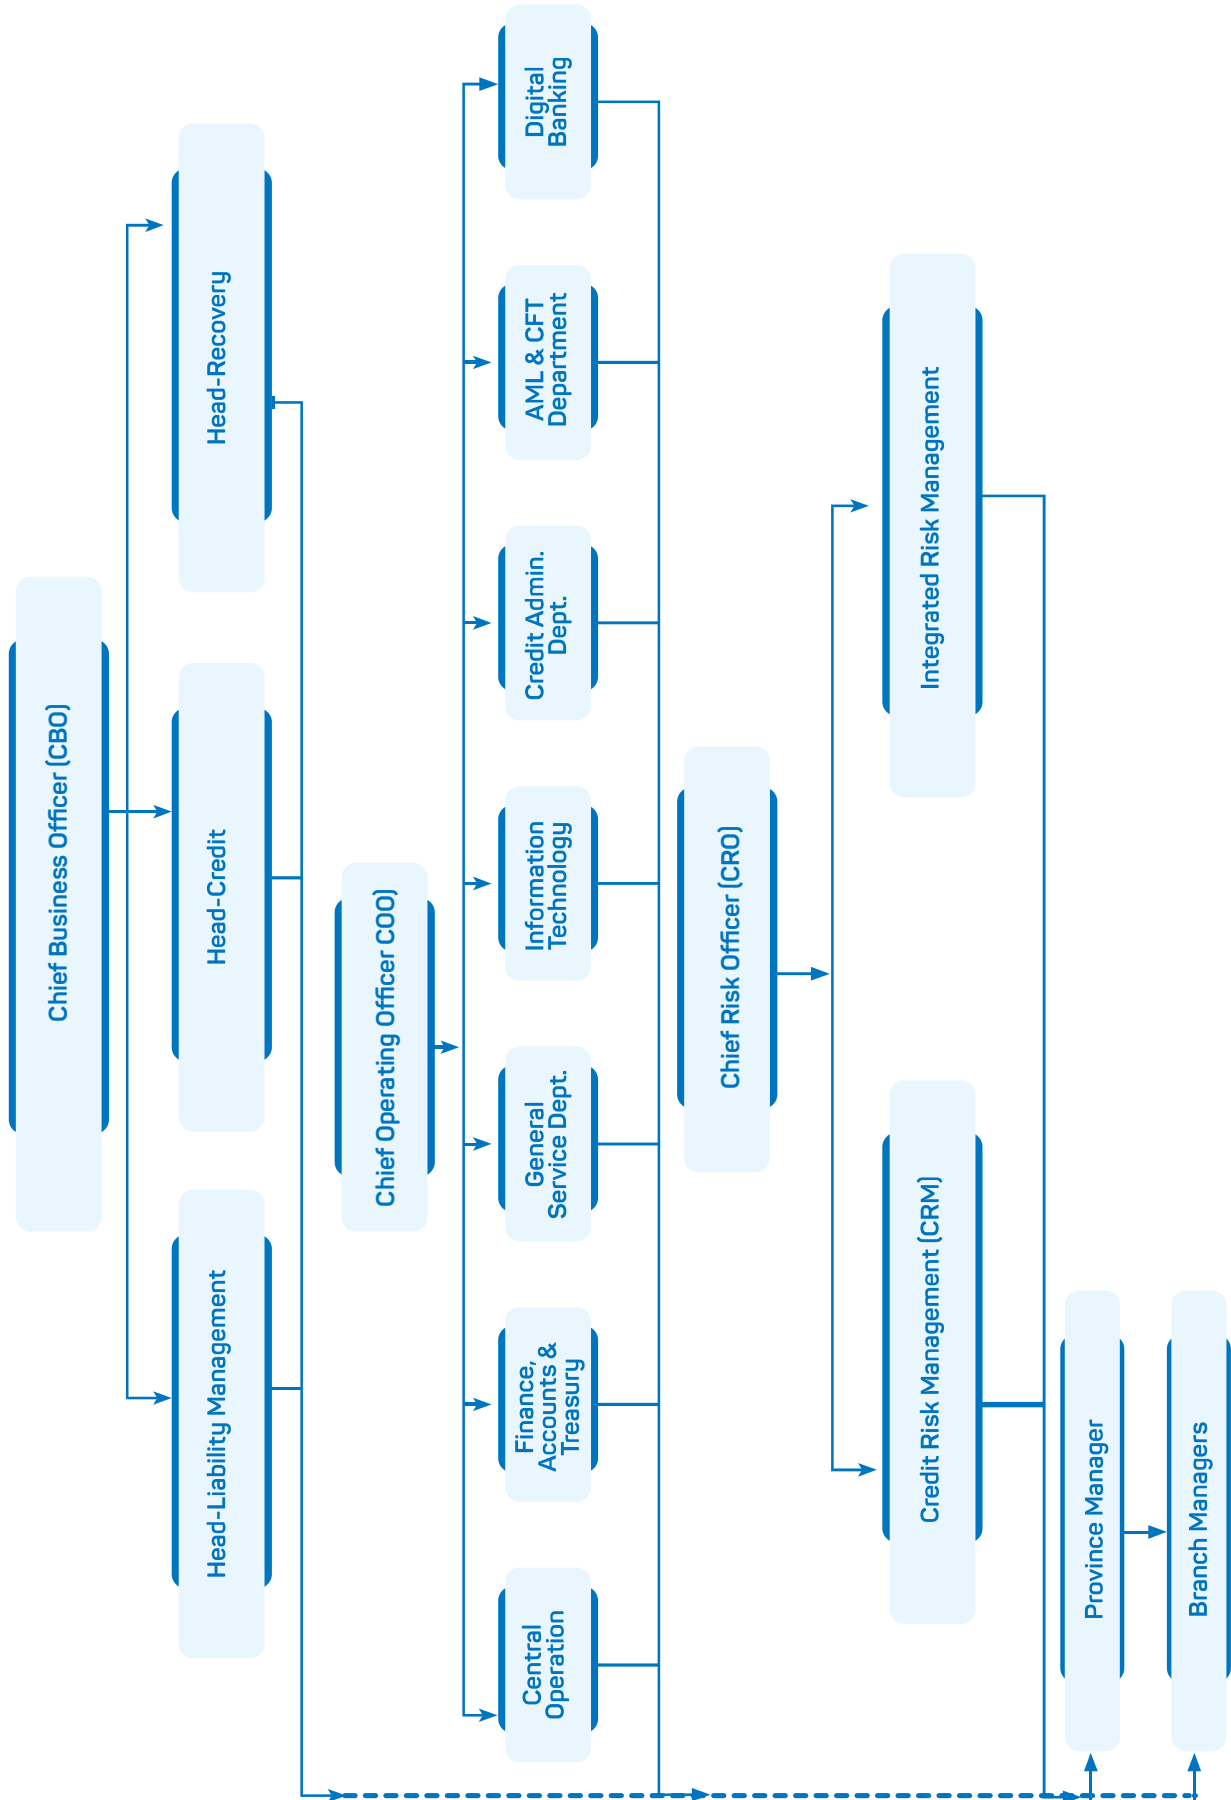 Chief Business Officer (CBO)
Head-Liability Management
Head-Credit
Head-Recovery
Chief Operating Officer COO)
Central
Operation
Finance,
Accounts &
Treasury
General
Service Dept.
Information
Technology
Credit Admin.
Dept.
AML & CFT
Department
Digital
Banking
Chief Risk Officer (CRO)
Credit Risk Management (CRM)
Integrated Risk Management
Province Manager
Branch Managers